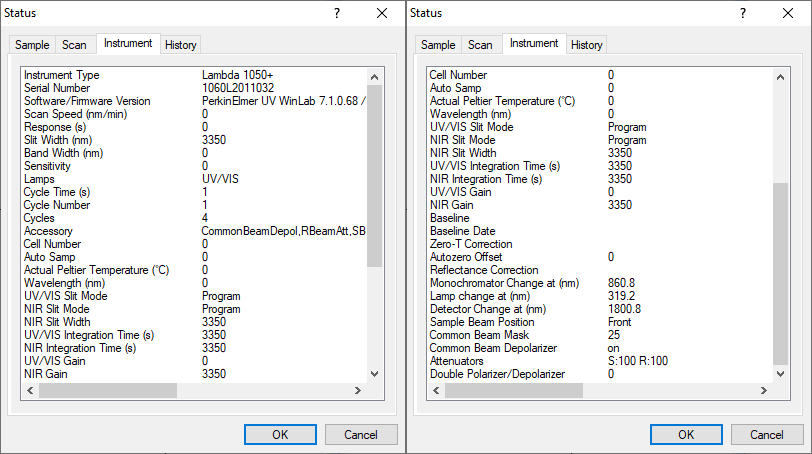 Status
?
Sample Scan Instrument History
Instrument Type Lambda 1050+
Serial Number 1060L2011032
Software/Firmware Version PerkinElmer UV WinLab 7.1.0.68 /
Scan Speed (nm/min) 0
Response (s) 0
Slit Width (nm) 3350
Band Width (nm) 0
Sensitivity 0
Lamps UV/VIS
Cycle Time (s) 1
Cycle Number 1
Cycles 4
Accessory CommonBeamDepol,RBeamAtt,SB
Cell Number 0
Auto Samp 0
Actual Peltier Temperature (°C) 0
Wavelength (nm) 0
UV/VIS Slit Mode Program
NIR Slit Mode Program
NIR Slit Width 3350
UV/VIS Integration Time (s) 3350
NIR Integration Time (s) 3350
UV/VIS Gain 0
NIR Gain 3350
OK Cancel
Status
?
Sample Scan Instrument History
Cell Number 0
Auto Samp 0
Actual Peltier Temperature (°C) 0
Wavelength (nm) 0
UV/VIS Slit Mode Program
NIR Slit Mode Program
NIR Slit Width 3350
UV/VIS Integration Time (s) 3350
NIR Integration Time (s) 3350
UV/VIS Gain 0
NIR Gain 3350
Baseline
Baseline Date
Zero-T Correction
Autozero Offset 0
Reflectance Correction
Monochromator Change at (nm) 860.8
Lamp change at (nm) 319.2
Detector Change at (nm) 1800.8
Sample Beam Position Front
Common Beam Mask 25
Common Beam Depolarizer on
Attenuators S:100 R:100
Double Polarizer/Depolarizer 0
OK Cancel